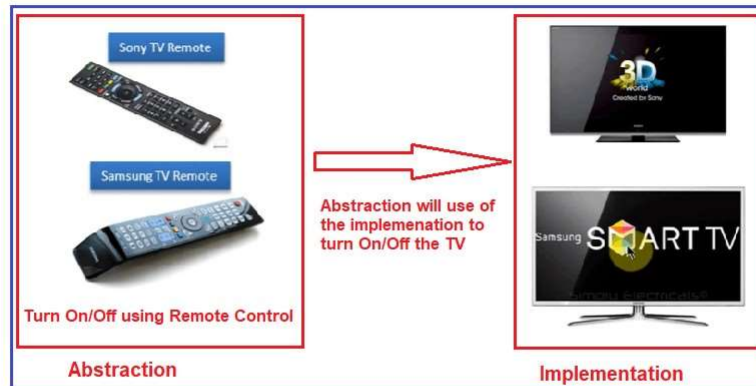 Sony TV Remote
Samsung TV Remote
Turn On/Off using Remote Control
Abstraction
Abstraction will use of
the implemenation to
turn On/Off the TV
3D
world
Created by Sony
Samsung SMART TV
Implementation